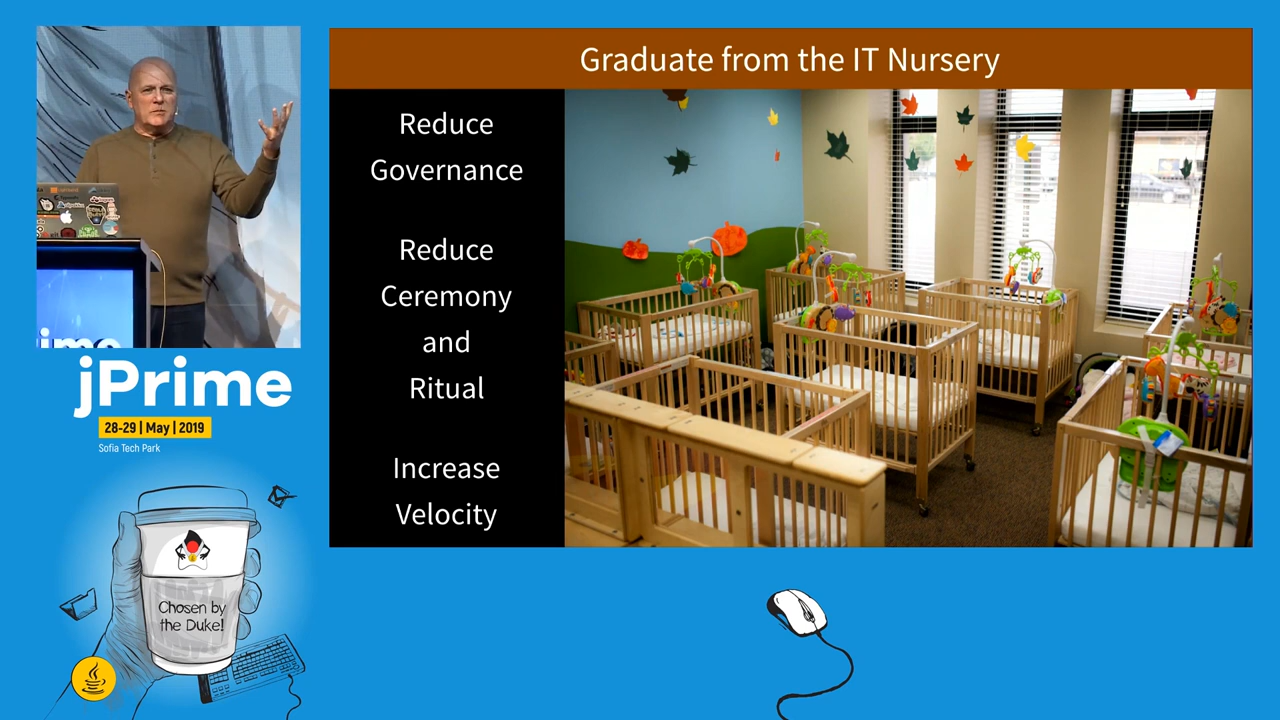 Graduate from the IT Nursery
Reduce
Governance
Reduce
Ceremony
and
Ritual
Increase
Velocity
jPrime
28-29 | May | 2019
Sofia Tech Park
Chosen by
the Duke!